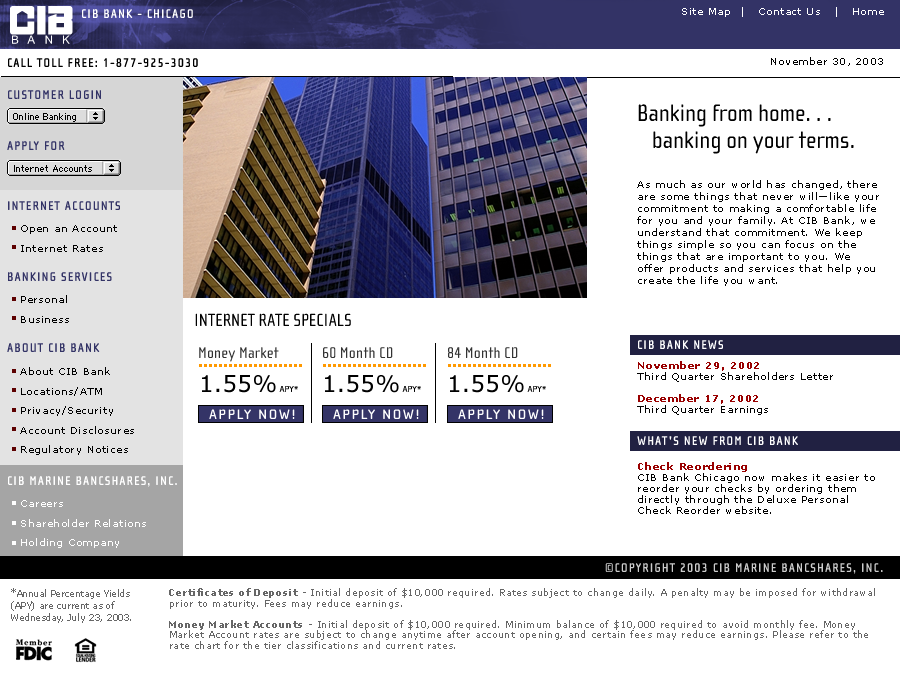 CIB BANK
CIB BANK - CHICAGO
Site Map | Contact Us | Home
CALL TOLL FREE: 1-877-925-3030
November 30, 2003
CUSTOMER LOGIN
Online Banking
APPLY FOR
Internet Accounts
INTERNET ACCOUNTS
Open an Account
Internet Rates
BANKING SERVICES
Personal
Business
ABOUT CIB BANK
About CIB Bank
Locations/ATM
Privacy/Security
Account Disclosures
Regulatory Notices
CIB MARINE BANCSHARES, INC.
Careers
Shareholder Relations
Holding Company
INTERNET RATE SPECIALS
Money Market
1.55% APY*
APPLY NOW!
60 Month CD
1.55% APY*
APPLY NOW!
84 Month CD
1.55% APY*
APPLY NOW!
Banking from home. . .
banking on your terms.
As much as our world has changed, there
are some things that never will—like your
commitment to making a comfortable life
for you and your family. At CIB Bank, we
understand that commitment. We keep
things simple so you can focus on the
things that are important to you. We
offer products and services that help you
create the life you want.
CIB BANK NEWS
November 29, 2002
Third Quarter Shareholders Letter
December 17, 2002
Third Quarter Earnings
WHAT'S NEW FROM CIB BANK
Check Reordering
CIB Bank Chicago now makes it easier to
reorder your checks by ordering them
directly through the Deluxe Personal
Check Reorder website.
©COPYRIGHT 2003 CIB MARINE BANCSHARES, INC.
*Annual Percentage Yields
(APY) are current as of
Wednesday, July 23, 2003.
Member
FDIC
Certificates of Deposit - Initial deposit of $10,000 required. Rates subject to change daily. A penalty may be imposed for withdrawal
prior to maturity. Fees may reduce earnings.
Money Market Accounts - Initial deposit of $10,000 required. Minimum balance of $10,000 required to avoid monthly fee. Money
Market Account rates are subject to change anytime after account opening, and certain fees may reduce earnings. Please refer to the
rate chart for the tier classifications and current rates.